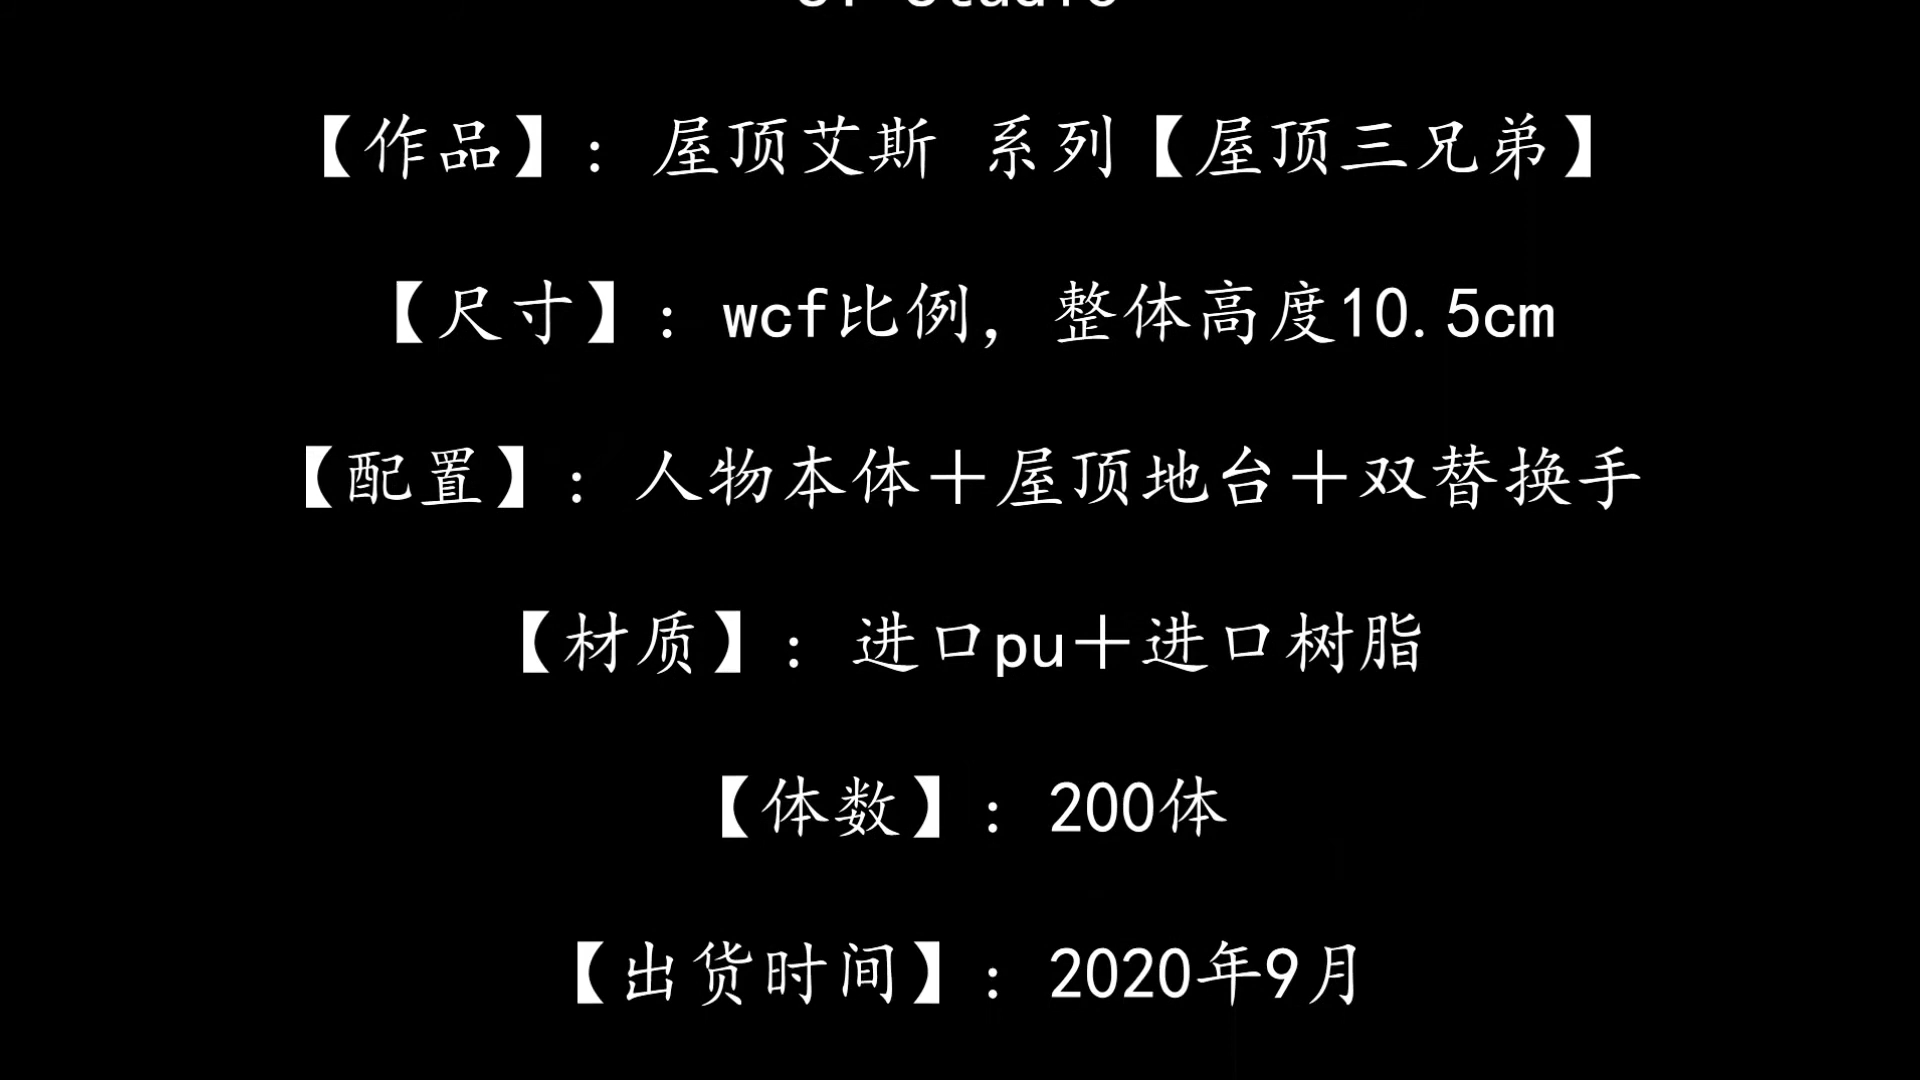 Studio
【作品】：屋顶艾斯 系列【屋顶三兄弟】
【尺寸】：wcf比例，整体高度10.5cm
【配置】：人物本体＋屋顶地台＋双替换手
【材质】：进口pu＋进口树脂
【体数】：200体
【出货时间】：2020年9月